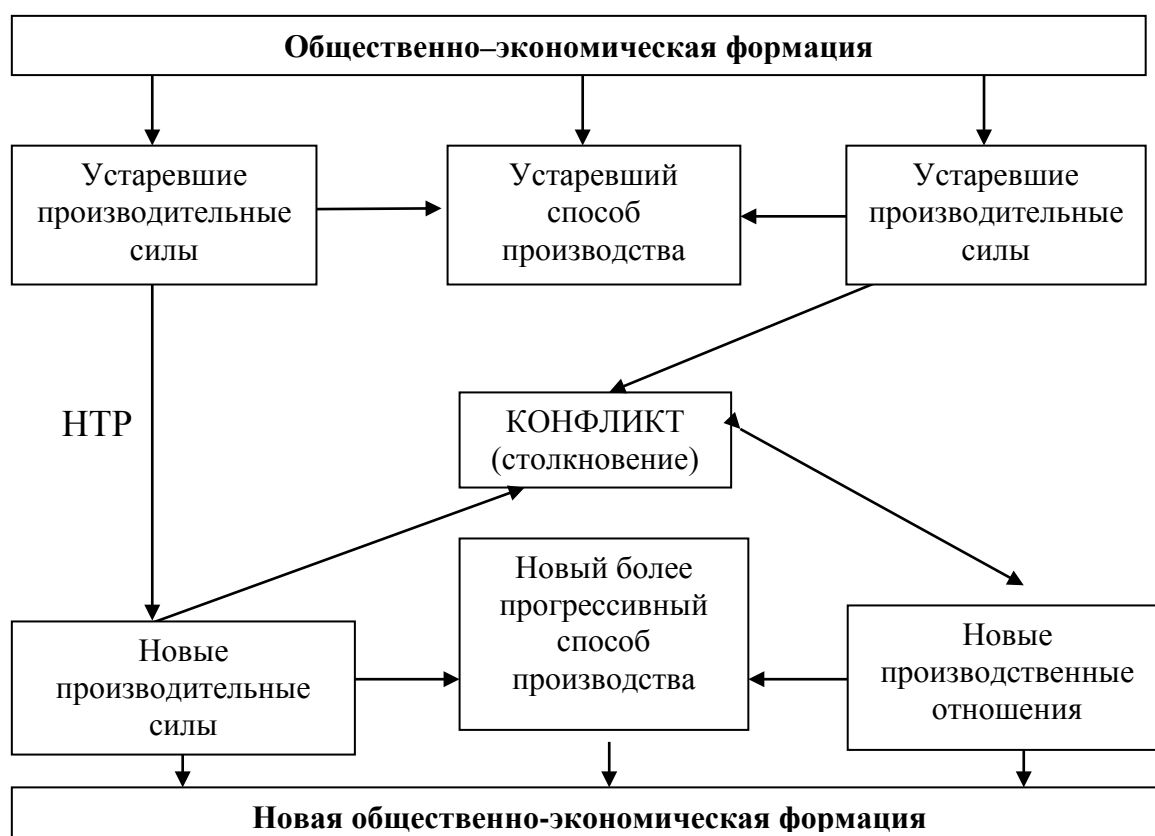 Общественно–экономическая формация
Устаревшие
производительные
силы
Устаревший
способ
производства
Устаревшие
производительные
силы
НТР
КОНФЛИКТ
(столкновение)
Новый более
прогрессивный
способ
производства
Новые
производительные
силы
Новые
производственные
отношения
Новая общественно-экономическая формация